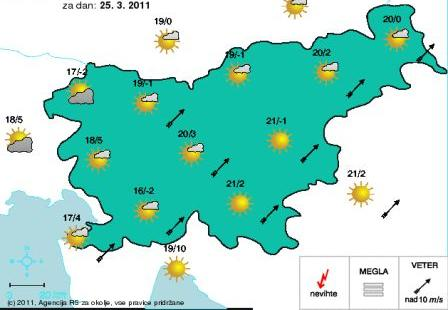 za dan: 25. 3. 2011
19/0
20/0
19/-1
20/2
17/-2
19/-1
18/5
21/-1
20/3
18/5
21/2
16/-2
21/2
17/4
19/10
MEGLA
VETER
nevihte
nad 10 m/s
0
(c) 2011, Agencija RS za okolje, vse pravice pridržane